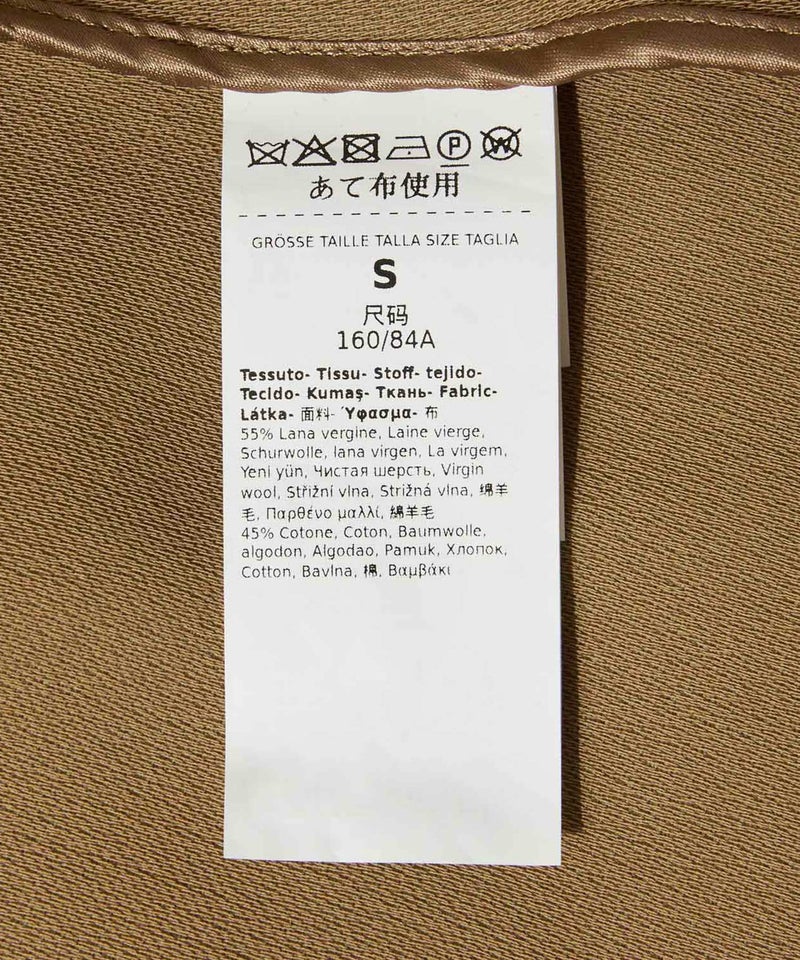 P W
あて布使用
GRÖSSE TAILLE TALLA SIZE TAGLIA
S
尺码
160/84A
Tessuto- Tissu- Stoff- tejido-
Tecido- Kumaş- Ткань- Fabric-
Látka- 面料- Ύφασμα- 布
55% Lana vergine, Laine vierge,
Schurwolle, lana virgen, La virgem,
Yeni yün, Чистая шерсть, Virgin
wool, Střižní vlna, Strižná vlna, 绵羊
毛, Παρθένο μαλλί, 綿羊毛
45% Cotone, Coton, Baumwolle,
algodon, Algodao, Pamuk, Хлопок,
Cotton, Bavlna, 棉, Βαμβάκι